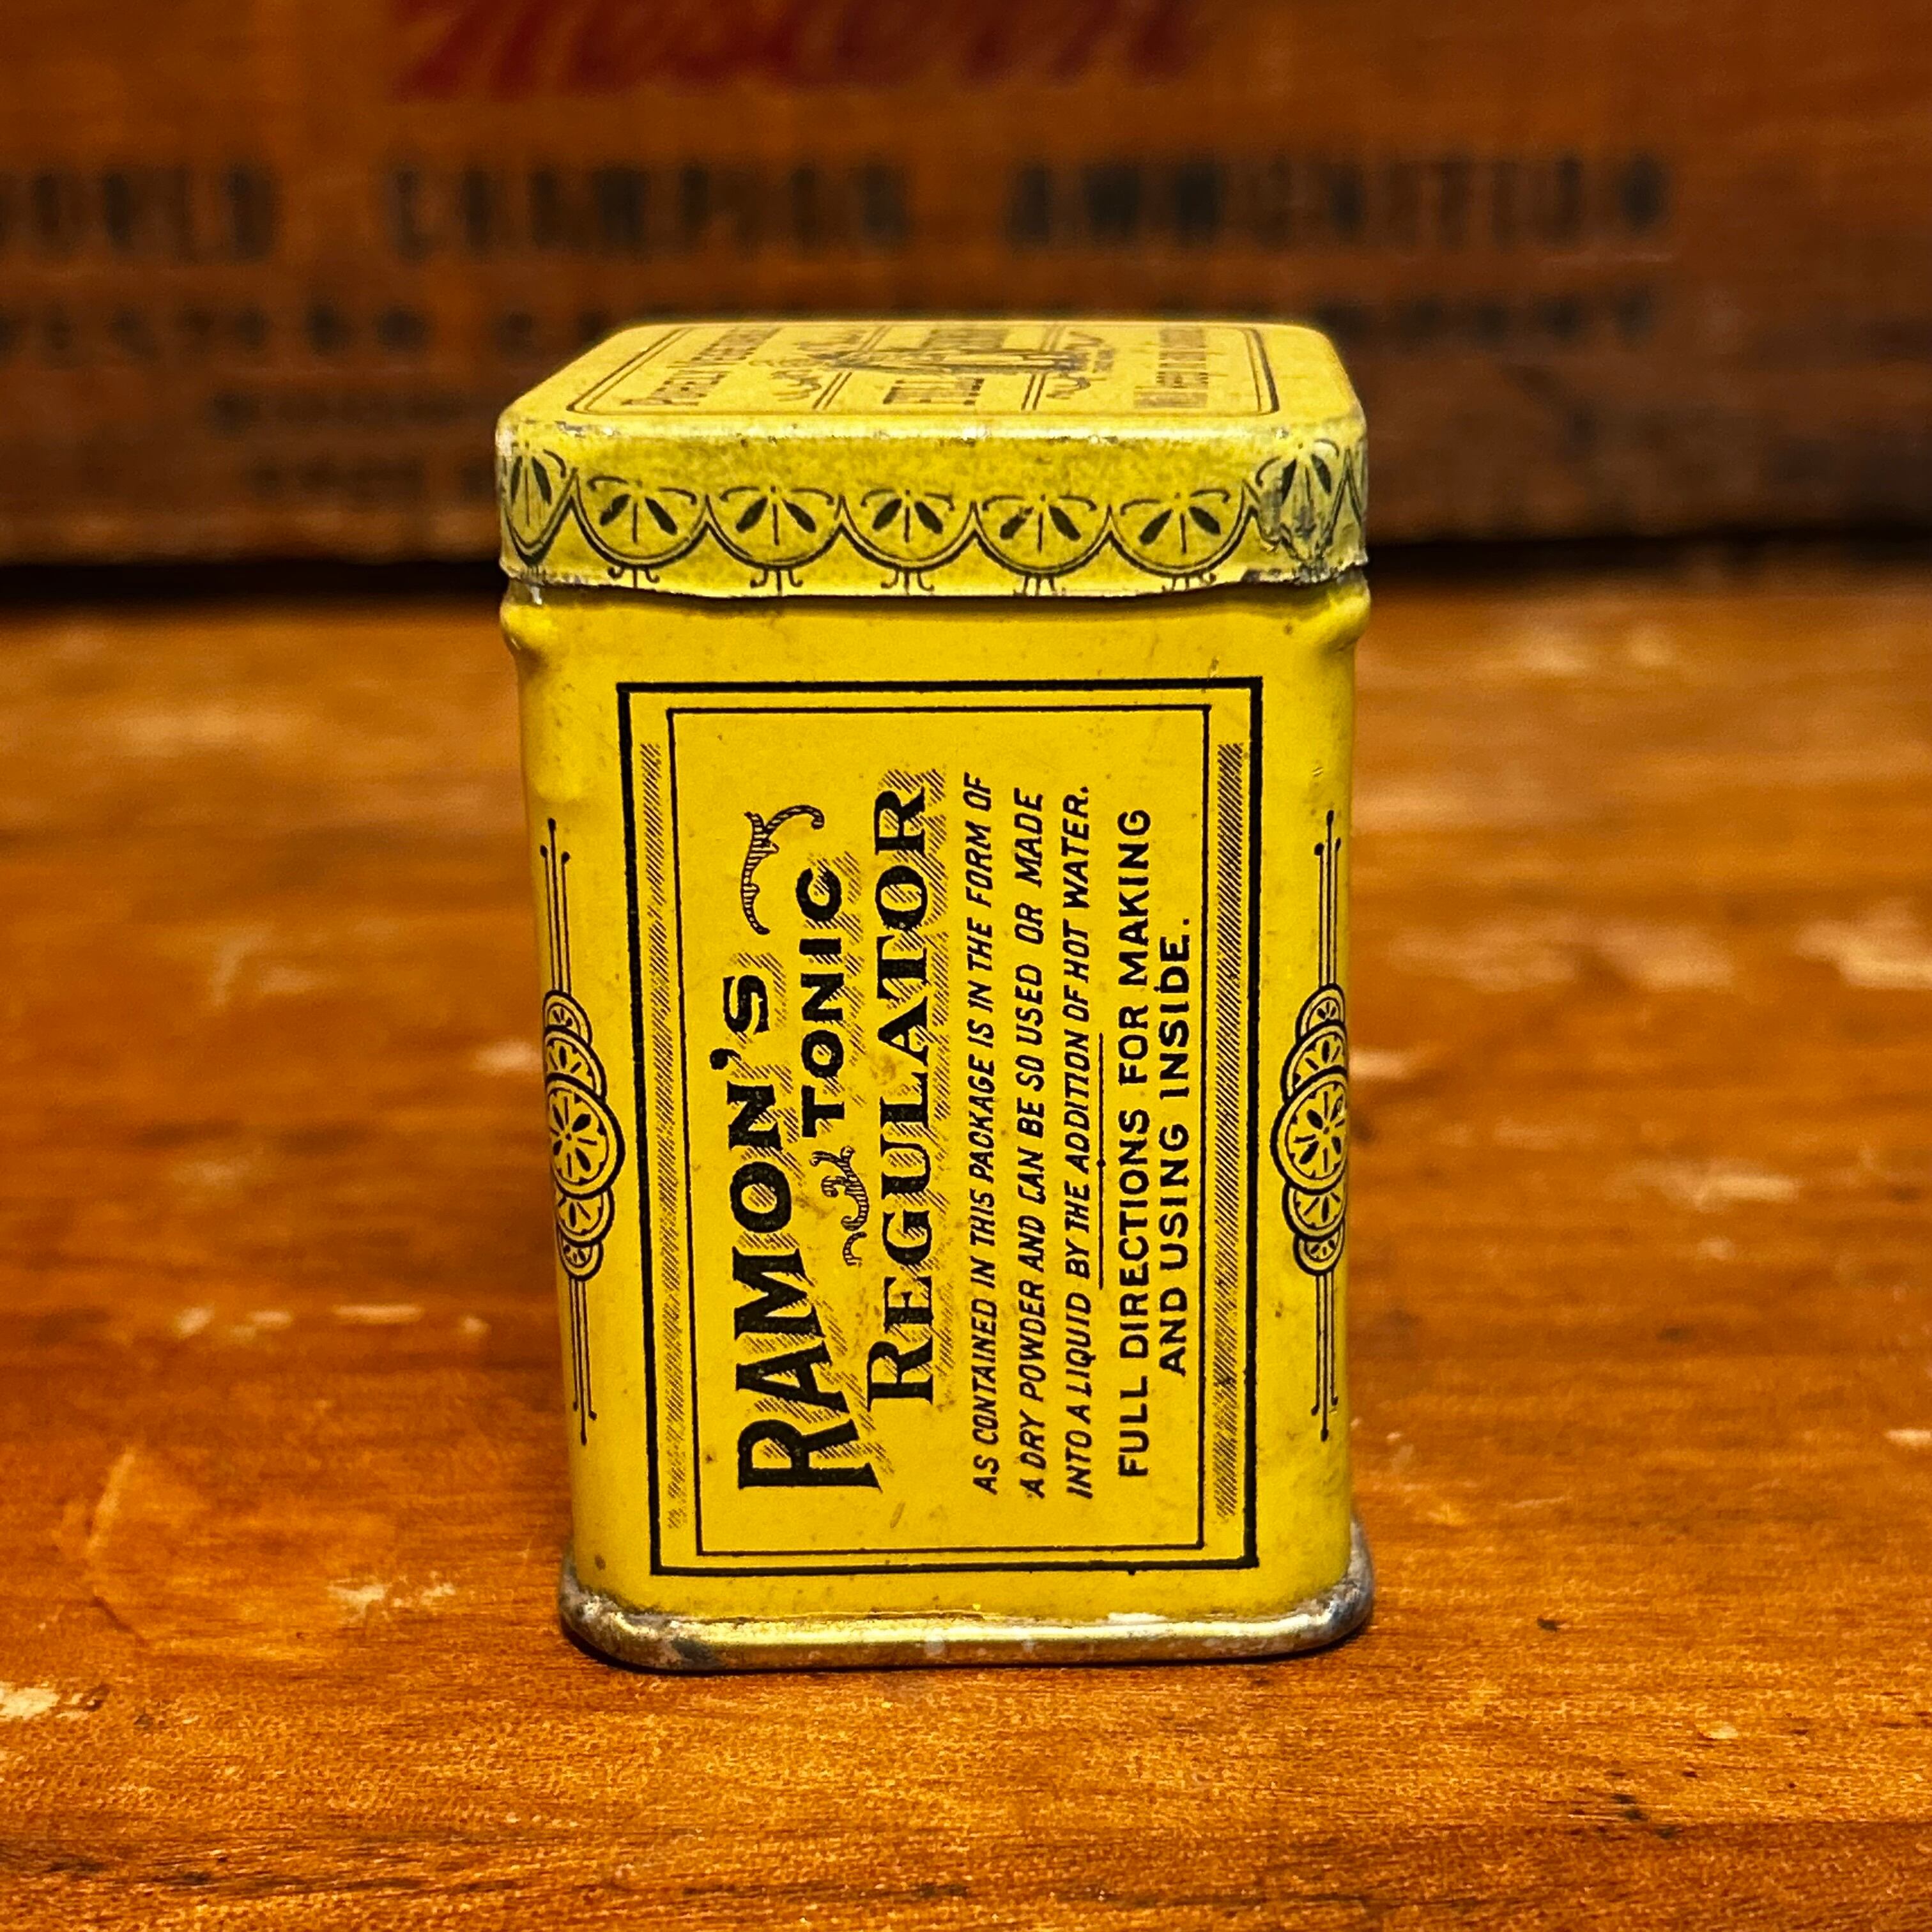 Western
WORLD CHAMPION AMMUNITION
WESTERN
RAMON'S
TONIC
REGULATOR
AS CONTAINED IN THIS PACKAGE IS IN THE FORM OF
A DRY POWDER AND CAN BE SO USED OR MADE
INTO A LIQUID BY THE ADDITION OF HOT WATER.
FULL DIRECTIONS FOR MAKING
AND USING INSIDE.